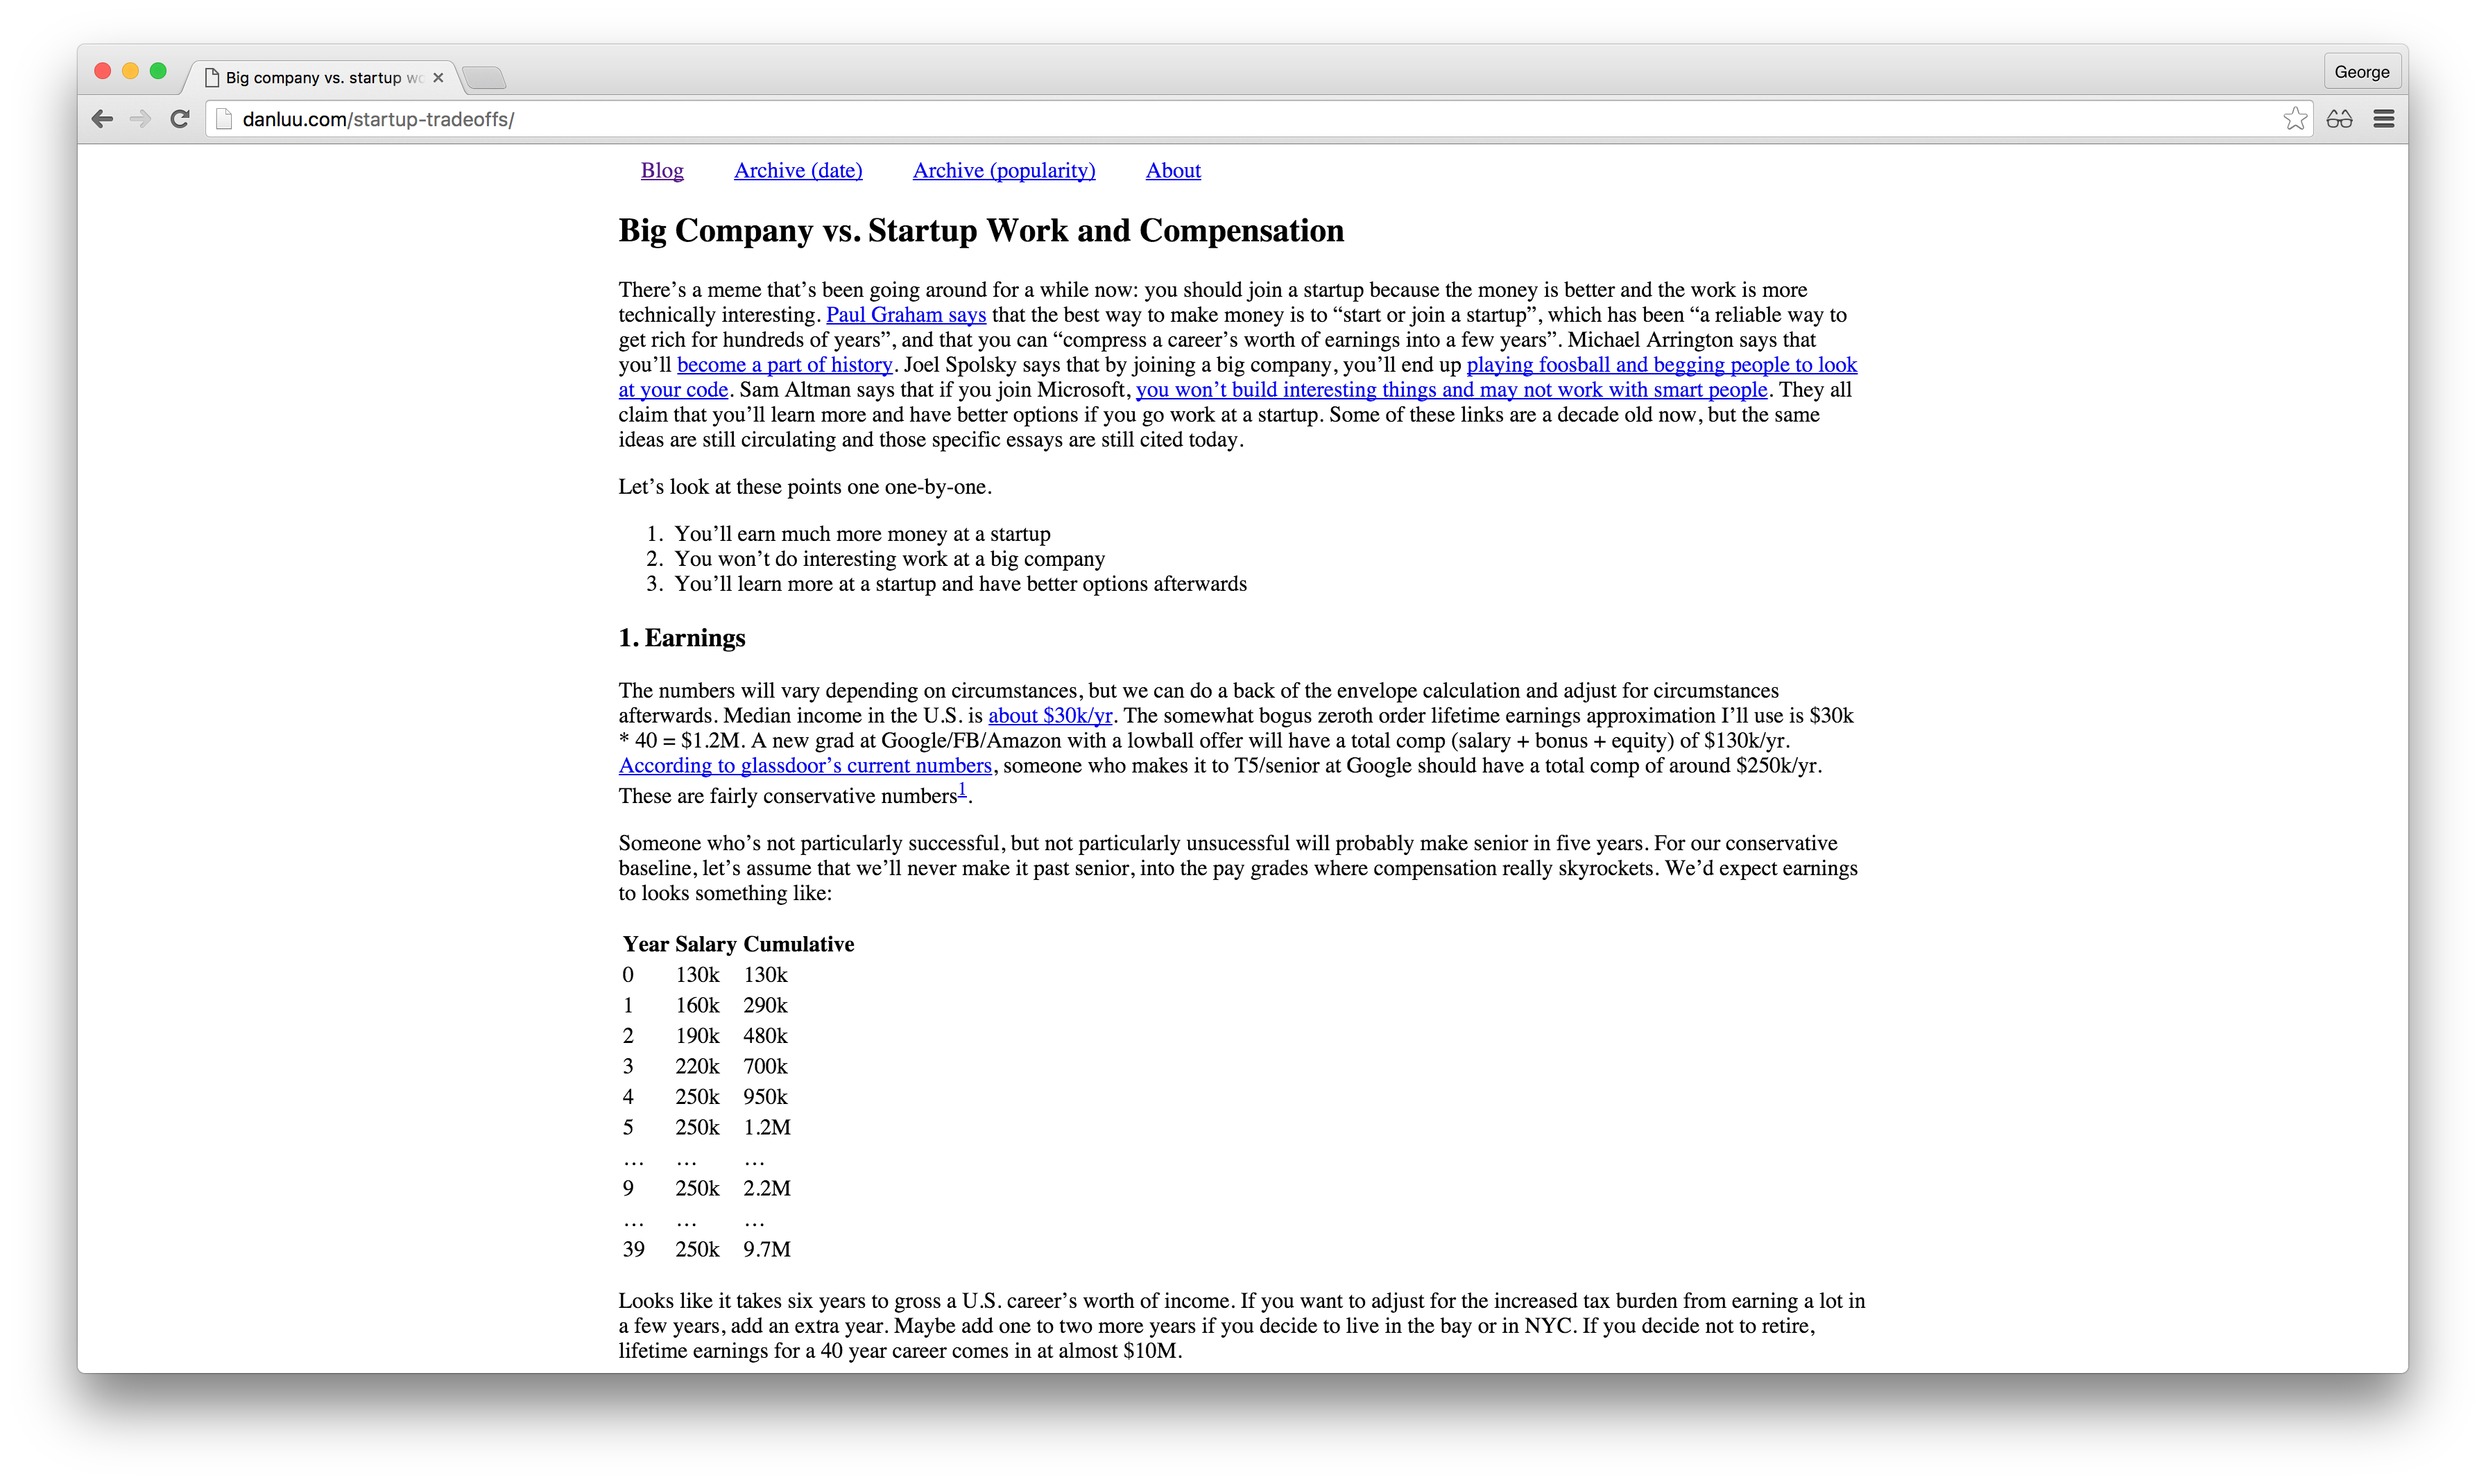 Big company vs. startup wo
George
danluu.com/startup-tradeoffs/
Blog Archive (date) Archive (popularity) About
Big Company vs. Startup Work and Compensation
There’s a meme that’s been going around for a while now: you should join a startup because the money is better and the work is more
technically interesting. Paul Graham says that the best way to make money is to “start or join a startup”, which has been “a reliable way to
get rich for hundreds of years”, and that you can “compress a career’s worth of earnings into a few years”. Michael Arrington says that
you’ll become a part of history. Joel Spolsky says that by joining a big company, you’ll end up playing foosball and begging people to look
at your code. Sam Altman says that if you join Microsoft, you won’t build interesting things and may not work with smart people. They all
claim that you’ll learn more and have better options if you go work at a startup. Some of these links are a decade old now, but the same
ideas are still circulating and those specific essays are still cited today.
Let’s look at these points one one-by-one.
1. You’ll earn much more money at a startup
2. You won’t do interesting work at a big company
3. You’ll learn more at a startup and have better options afterwards
1. Earnings
The numbers will vary depending on circumstances, but we can do a back of the envelope calculation and adjust for circumstances
afterwards. Median income in the U.S. is about $30k/yr. The somewhat bogus zeroth order lifetime earnings approximation I’ll use is $30k
* 40 = $1.2M. A new grad at Google/FB/Amazon with a lowball offer will have a total comp (salary + bonus + equity) of $130k/yr.
According to glassdoor’s current numbers, someone who makes it to T5/senior at Google should have a total comp of around $250k/yr.
These are fairly conservative numbers1.
Someone who’s not particularly successful, but not particularly unsucessful will probably make senior in five years. For our conservative
baseline, let’s assume that we’ll never make it past senior, into the pay grades where compensation really skyrockets. We’d expect earnings
to looks something like:
Year Salary Cumulative
0 130k 130k
1 160k 290k
2 190k 480k
3 220k 700k
4 250k 950k
5 250k 1.2M
… … …
9 250k 2.2M
… … …
39 250k 9.7M
Looks like it takes six years to gross a U.S. career’s worth of income. If you want to adjust for the increased tax burden from earning a lot in
a few years, add an extra year. Maybe add one to two more years if you decide to live in the bay or in NYC. If you decide not to retire,
lifetime earnings for a 40 year career comes in at almost $10M.